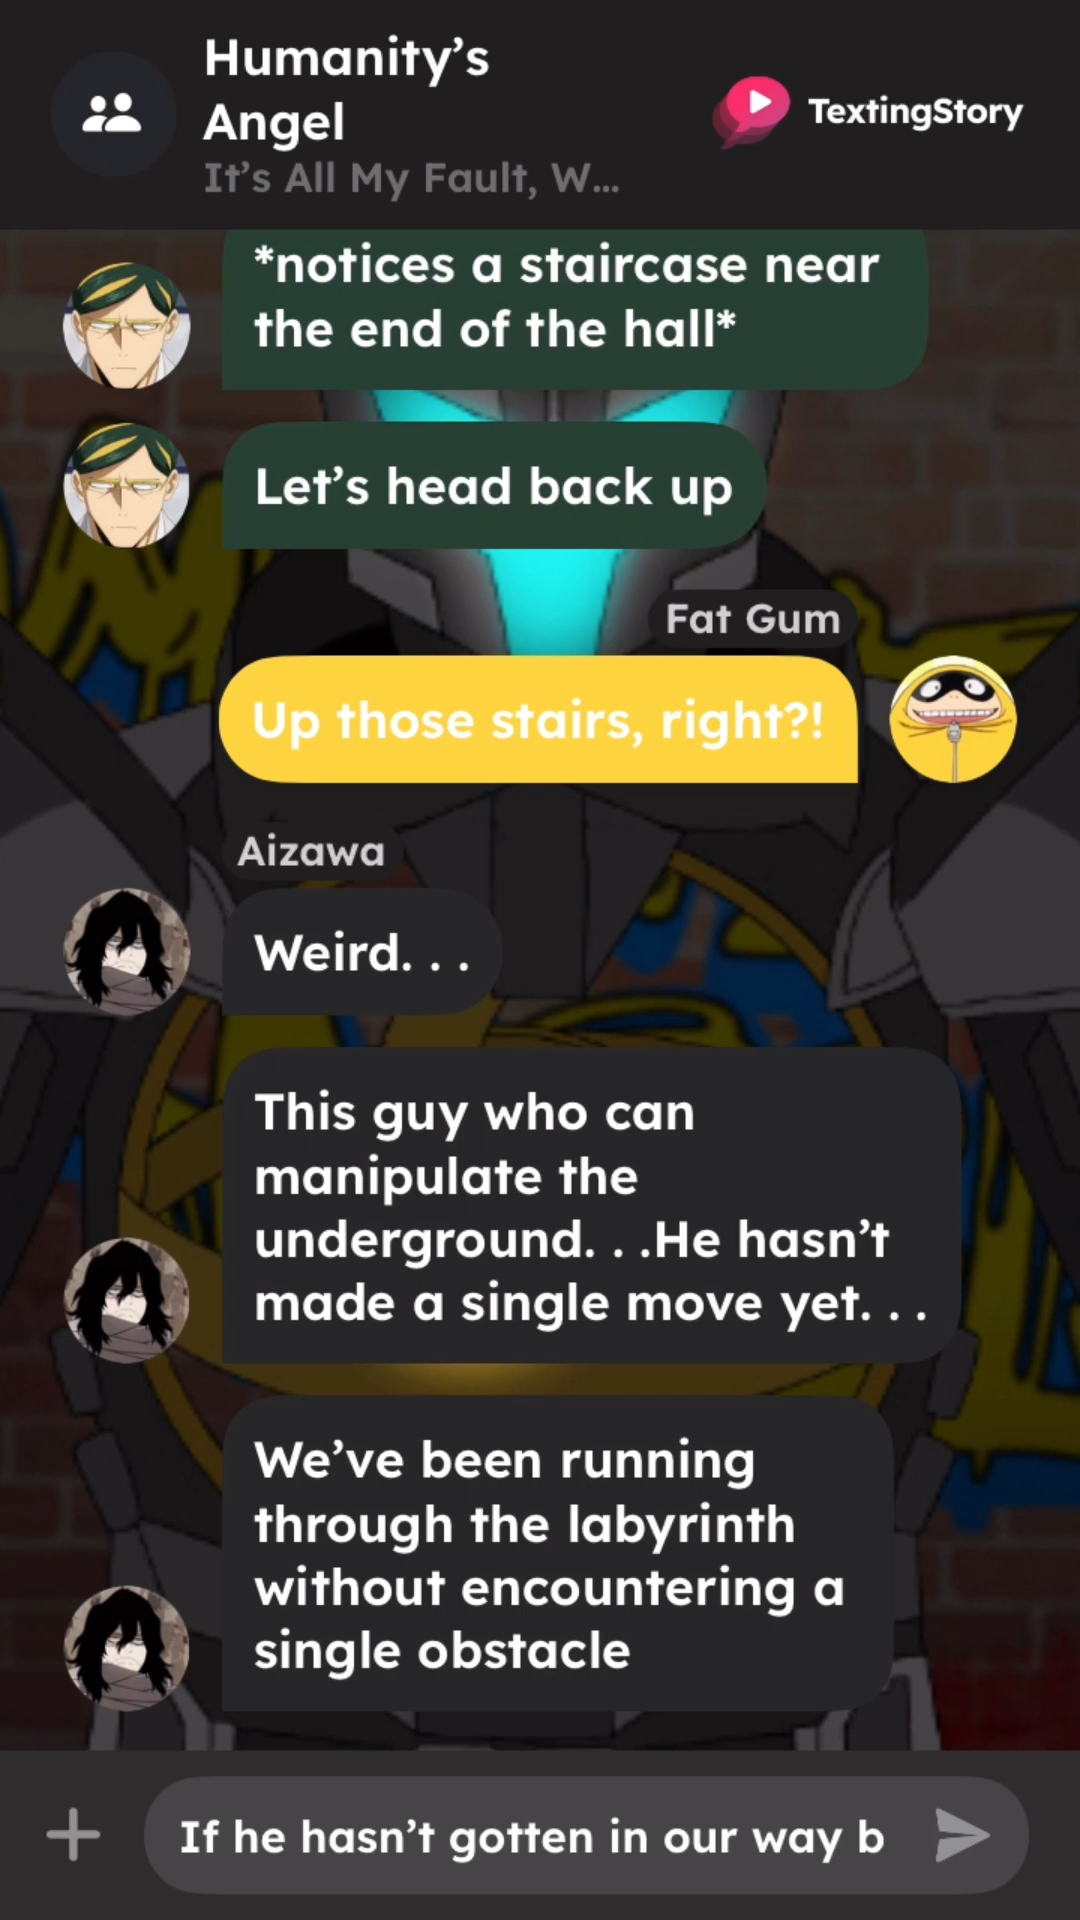 Humanity’s
Angel
It’s All My Fault, W...
TextingStory
*notices a staircase near
the end of the hall*
Let’s head back up
Fat Gum
Up those stairs, right?!
Aizawa
Weird. . .
This guy who can
manipulate the
underground. . .He hasn’t
made a single move yet. . .
We’ve been running
through the labyrinth
without encountering a
single obstacle
If he hasn’t gotten in our way b